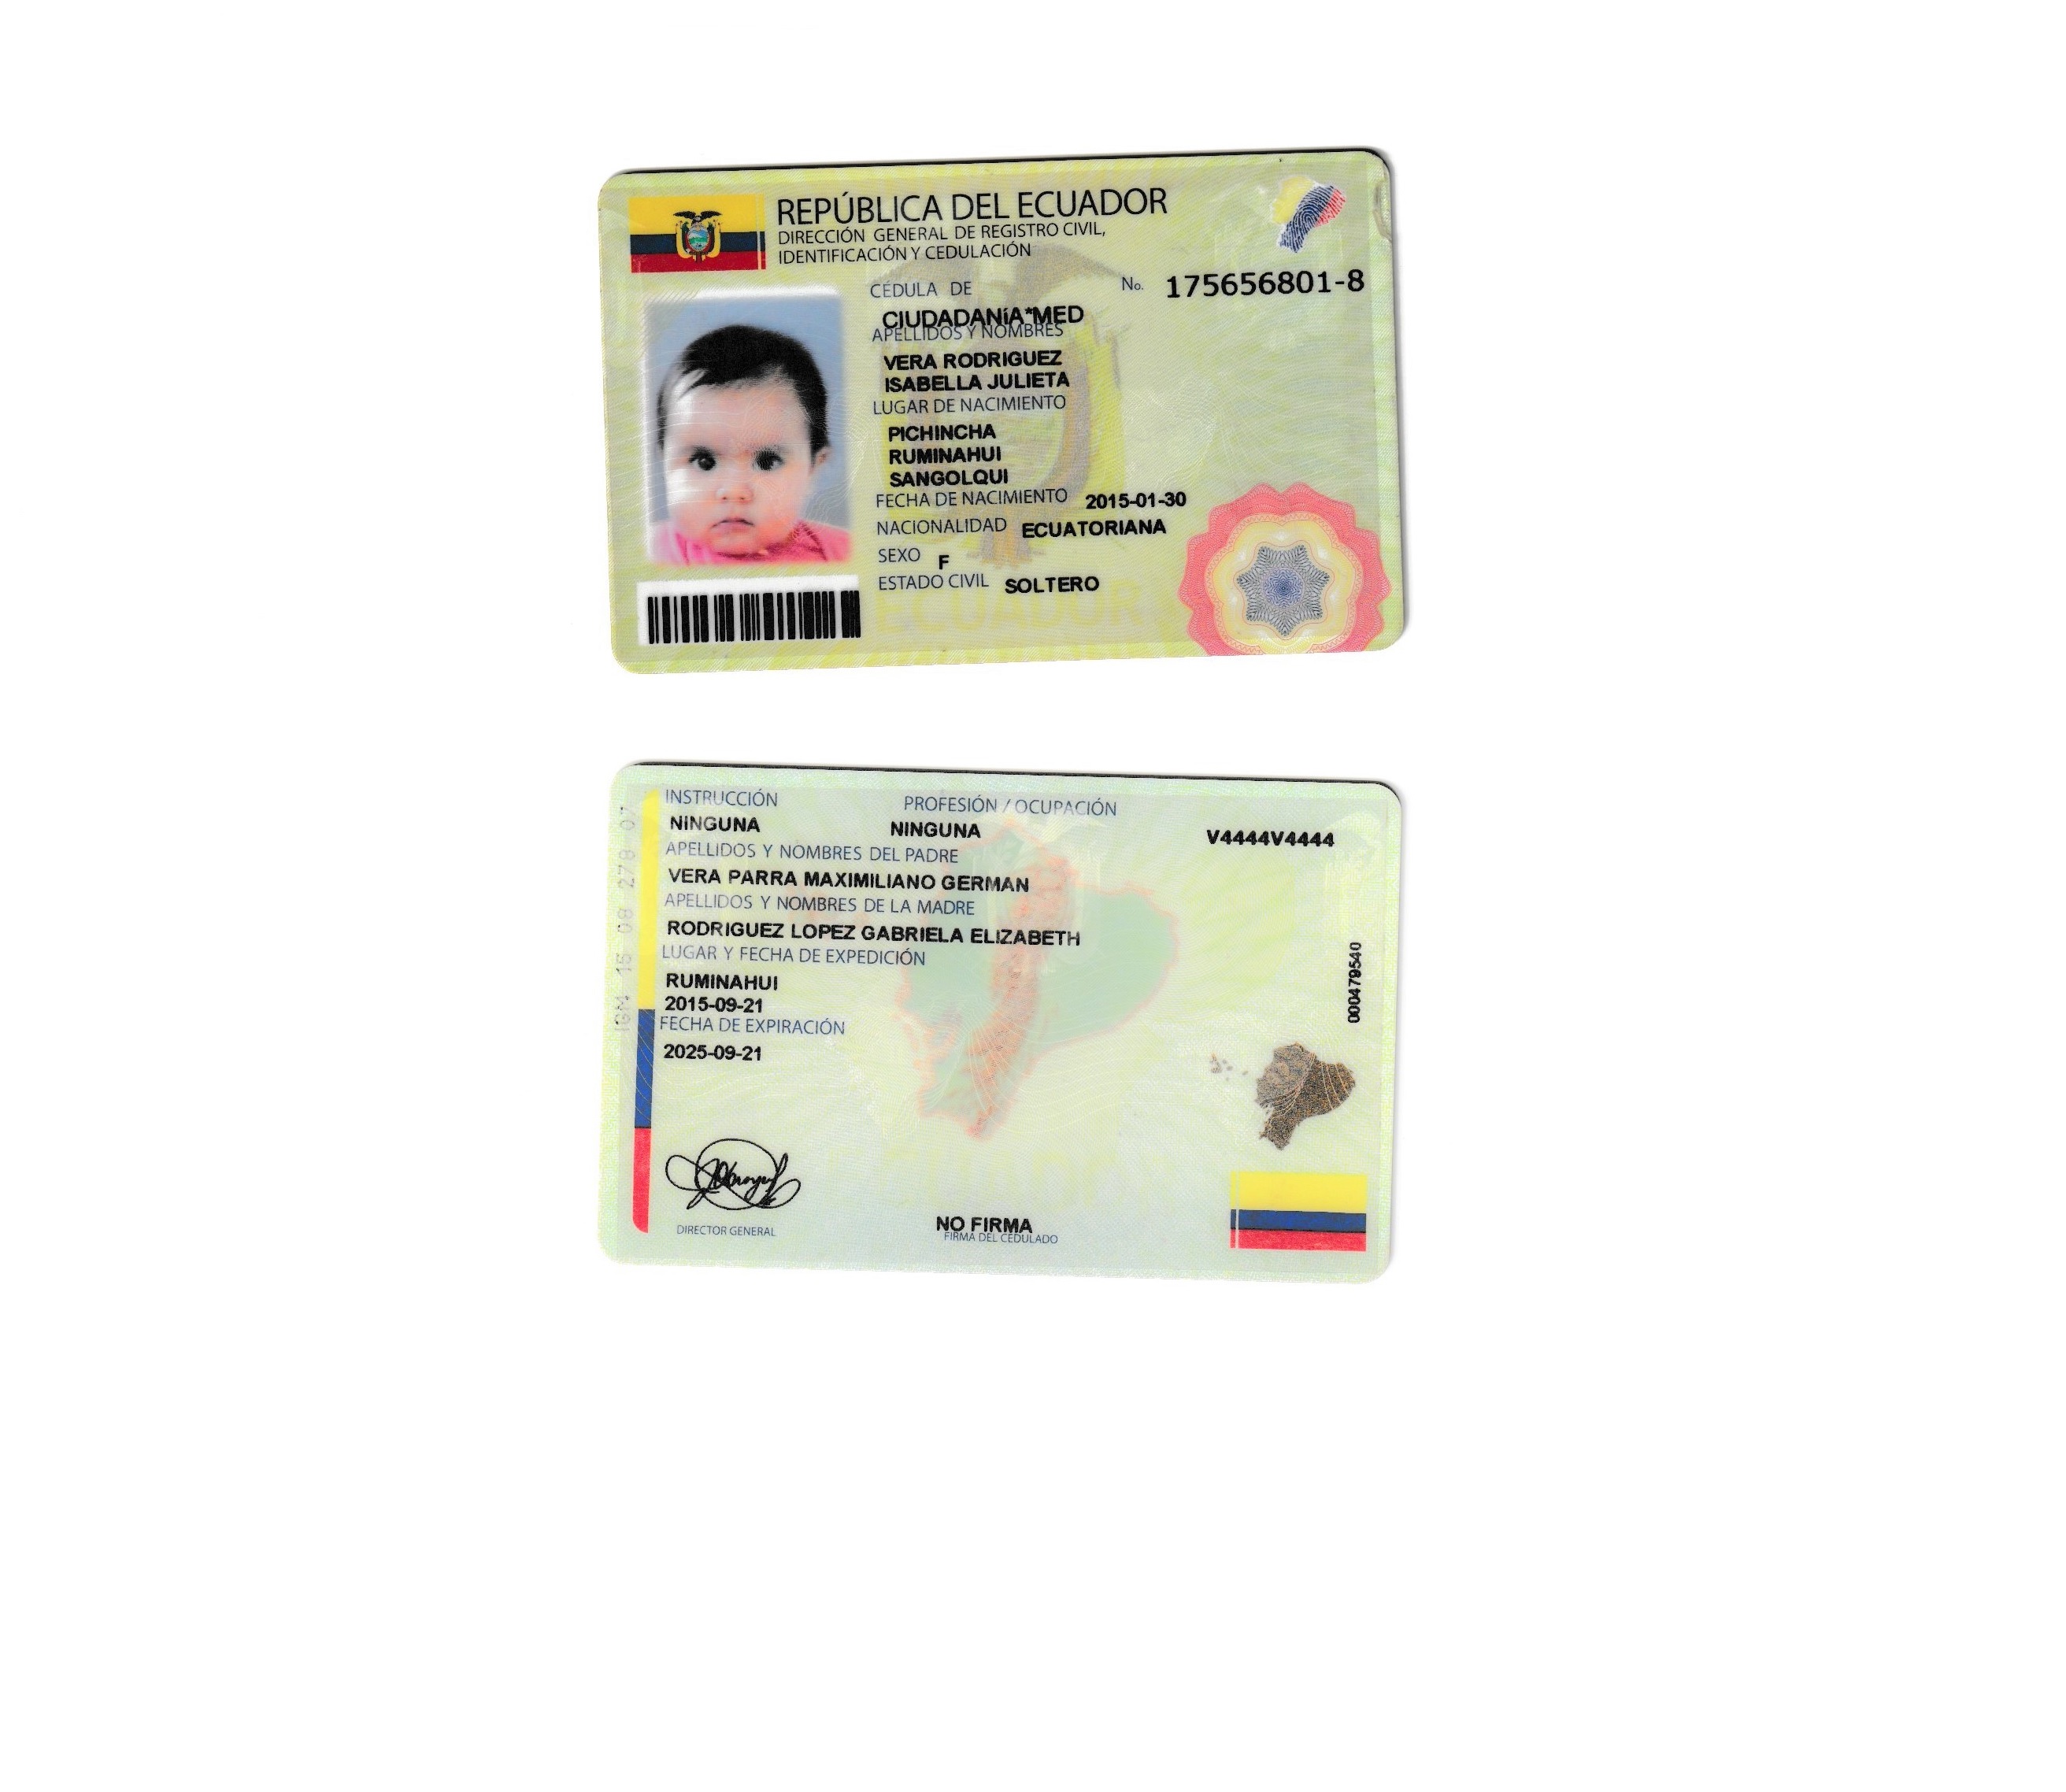 REPÚBLICA DEL ECUADOR
DIRECCIÓN GENERAL DE REGISTRO CIVIL,
IDENTIFICACIÓN Y CEDULACIÓN
CÉDULA DE No. 175656801-8
CIUDADANíA*MED
APELLIDOS Y NOMBRES
VERA RODRIGUEZ
ISABELLA JULIETA
LUGAR DE NACIMIENTO
PICHINCHA
RUMINAHUI
SANGOLQUI
FECHA DE NACIMIENTO 2015-01-30
NACIONALIDAD ECUATORIANA
SEXO F
ESTADO CIVIL SOLTERO
ECUADOR
INSTRUCCIÓN PROFESIÓN / OCUPACIÓN
NINGUNA NINGUNA V4444V4444
APELLIDOS Y NOMBRES DEL PADRE
VERA PARRA MAXIMILIANO GERMAN
APELLIDOS Y NOMBRES DE LA MADRE
RODRIGUEZ LOPEZ GABRIELA ELIZABETH
LUGAR Y FECHA DE EXPEDICIÓN
RUMINAHUI
2015-09-21
FECHA DE EXPIRACIÓN
2025-09-21
000479540
IGM 15 08 278 07
DIRECTOR GENERAL
NO FIRMA
FIRMA DEL CEDULADO